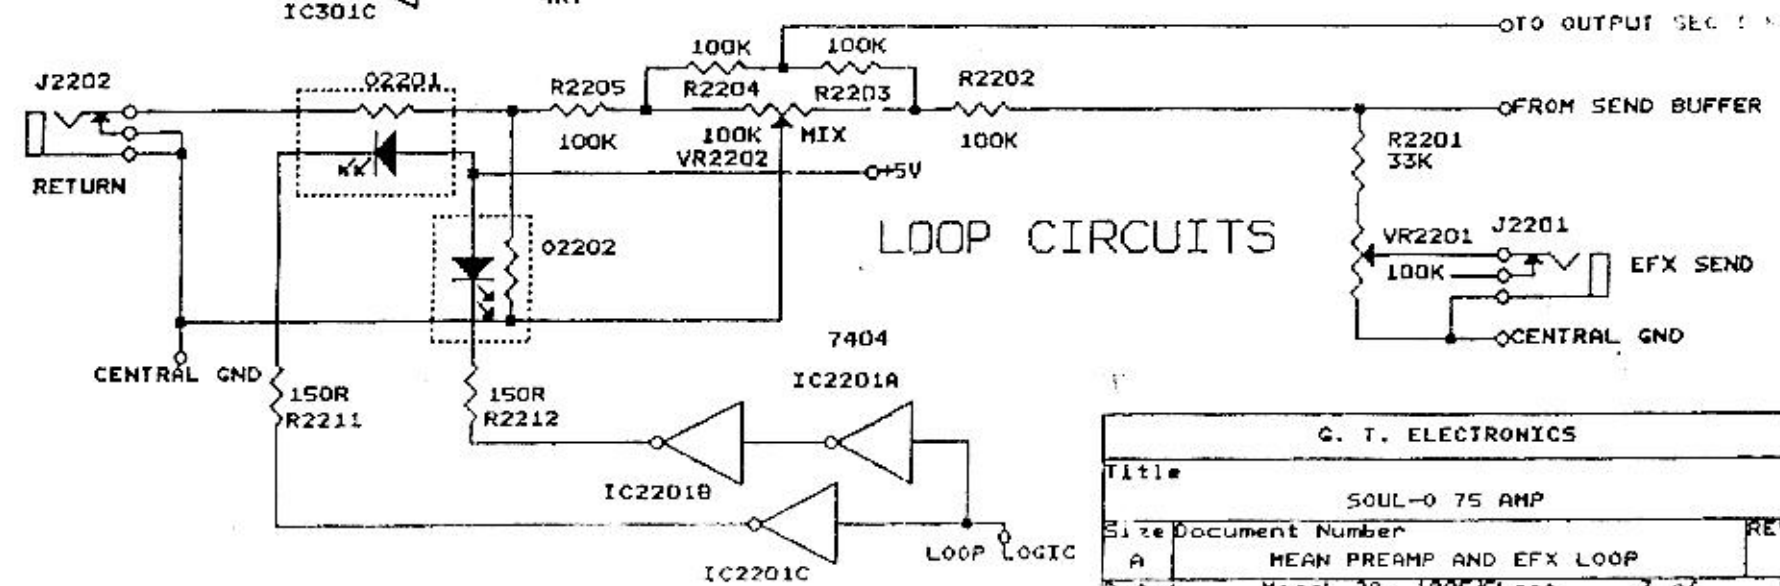 IC301C
TO OUTPUT SEC
100K 100K
J2202 O2201 R2205 R2204 R2203 R2202
FROM SEND BUFFER
100K 100K MIX 100K
VR2202
+5V
R2201
33K
RETURN
LOOP CIRCUITS
O2202
VR2201 J2201
100K
EFX SEND
CENTRAL GND
7404
CENTRAL GND
IC2201A
150R
R2211
150R
R2212
IC2201B
LOOP LOGIC
IC2201C
G. T. ELECTRONICS
Title
SOUL-O 75 AMP
Size Document Number
A MEAN PREAMP AND EFX LOOP